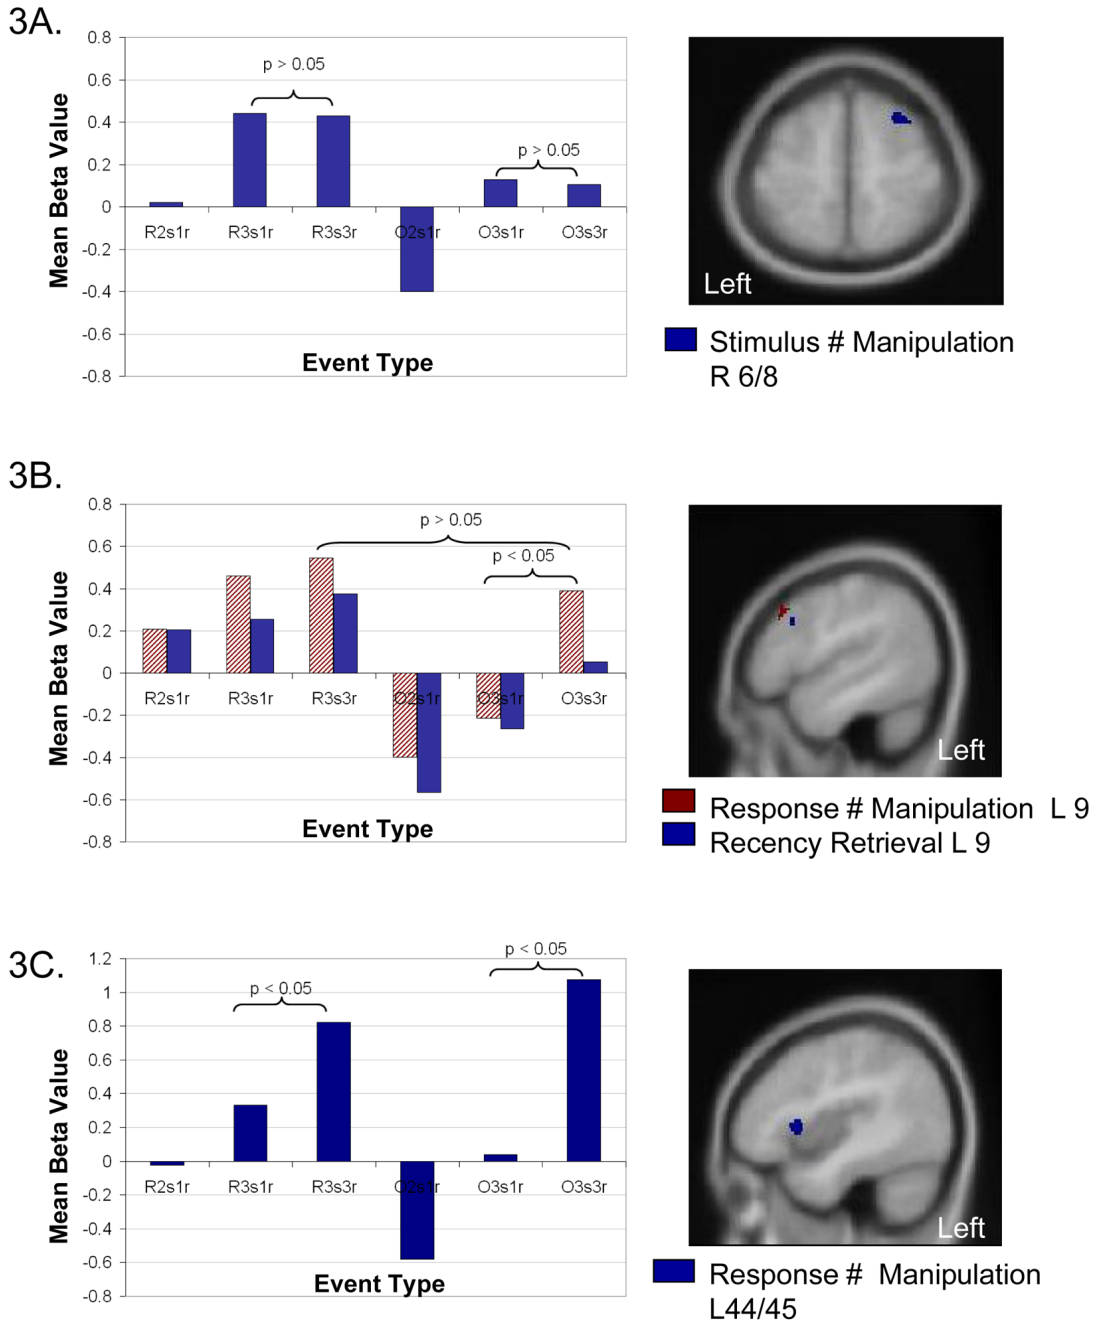 3A.
0.8
0.6
0.4
0.2
0
-0.2
-0.4
-0.6
-0.8
Mean Beta Value
p > 0.05
p > 0.05
R2s1r R3s1r R3s3r O2s1r O3s1r O3s3r
Event Type
Left
Stimulus # Manipulation
R 6/8
3B.
0.8
0.6
0.4
0.2
0
-0.2
-0.4
-0.6
-0.8
Mean Beta Value
p > 0.05
p < 0.05
R2s1r R3s1r R3s3r O2s1r O3s1r O3s3r
Event Type
Left
Response # Manipulation L 9
Recency Retrieval L 9
3C.
1.2
1
0.8
0.6
0.4
0.2
0
-0.2
-0.4
-0.6
-0.8
Mean Beta Value
p < 0.05
p < 0.05
R2s1r R3s1r R3s3r O2s1r O3s1r O3s3r
Event Type
Left
Response # Manipulation
L44/45